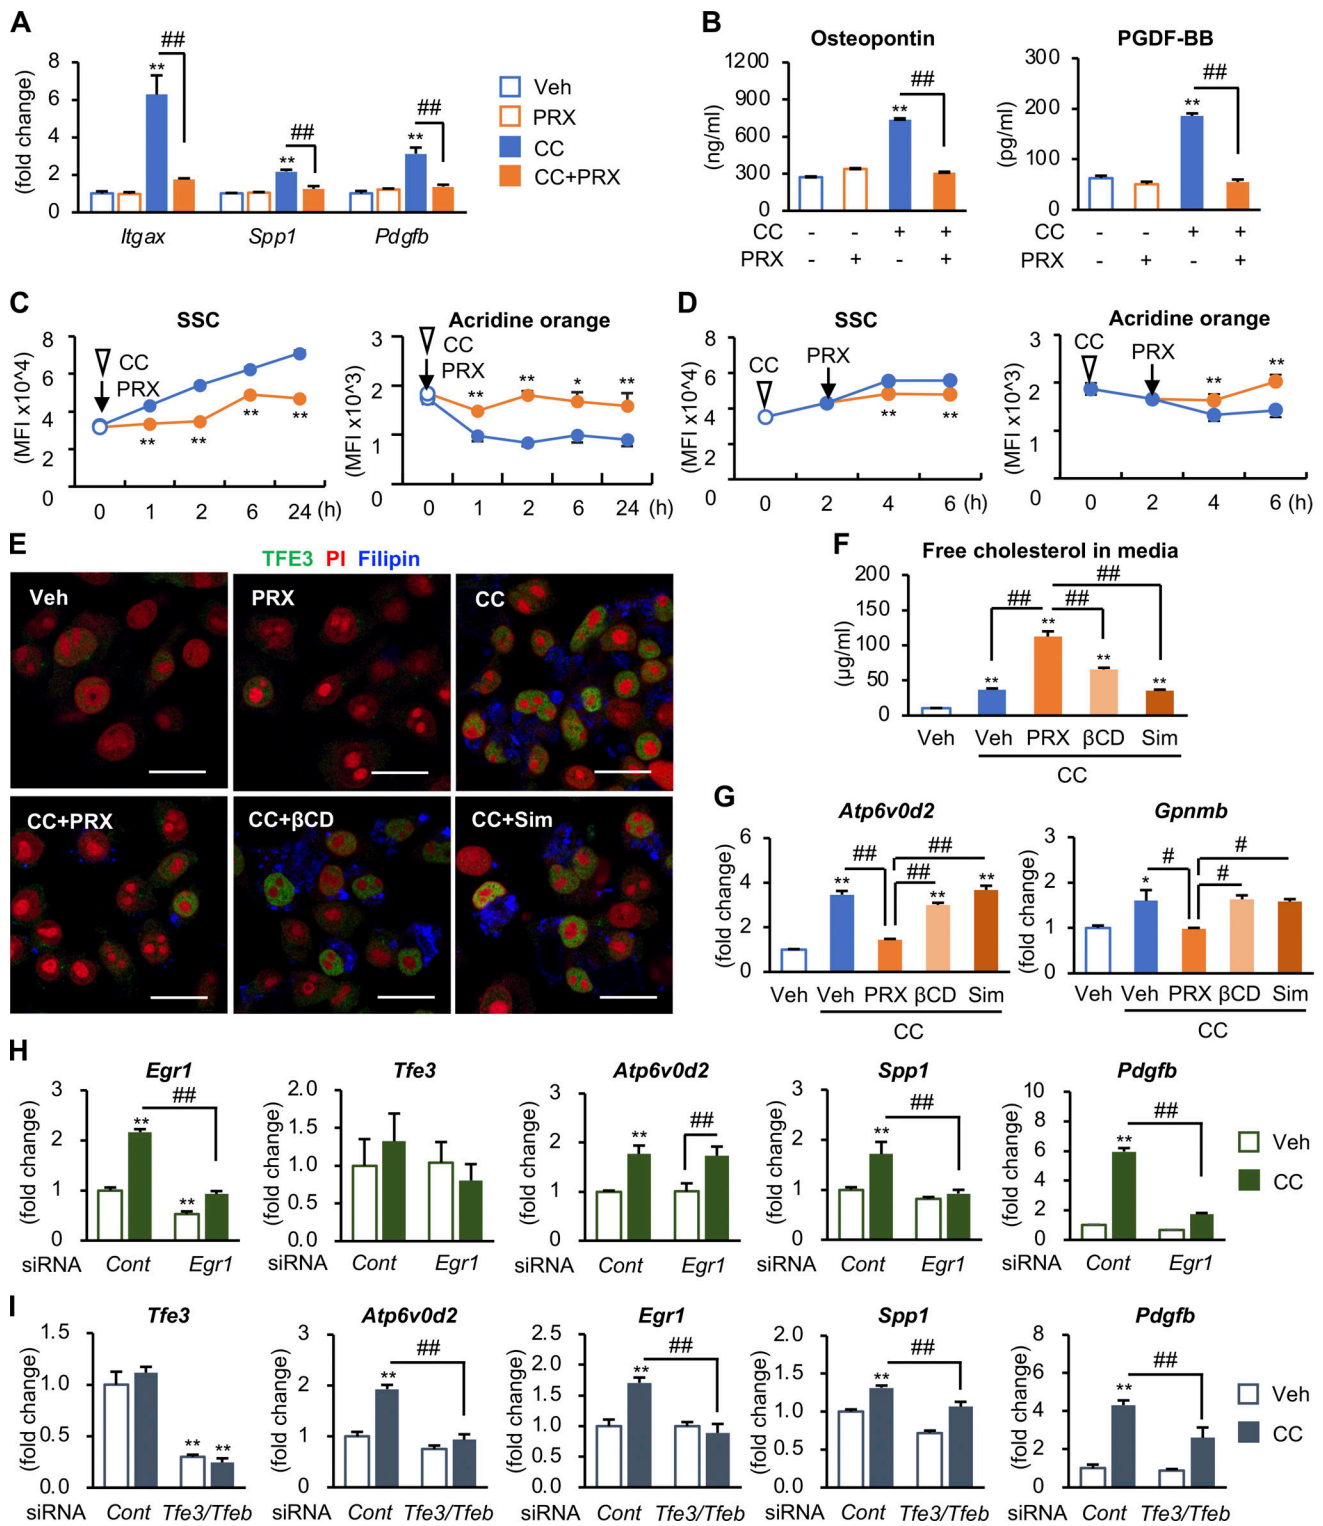 A
(fold change)
8
6
4
2
0
##
**
##
**
##
**
Itgax Spp1 Pdgfb
Veh
PRX
CC
CC+PRX
B
Osteopontin
(ng/ml)
1200
900
600
300
0
##
**
CC - - + +
PRX - + - +
PGDF-BB
(pg/ml)
300
200
100
0
##
**
CC - - + +
PRX - + - +
C
SSC
(MFI x10^4)
8
6
4
2
0
CC
PRX
** ** ** **
0 1 2 6 24 (h)
Acridine orange
(MFI x10^3)
3
2
1
0
CC
PRX
** ** * **
0 1 2 6 24 (h)
D
SSC
(MFI x10^4)
8
6
4
2
0
CC
PRX
** **
0 2 4 6 (h)
Acridine orange
(MFI x10^3)
3
2
1
0
CC
PRX
** **
0 2 4 6 (h)
E
TFE3 PI Filipin
Veh
PRX
CC
CC+PRX
CC+βCD
CC+Sim
F
Free cholesterol in media
(μg/ml)
200
150
100
50
0
##
## ##
** ** ** **
Veh Veh PRX βCD Sim
CC
G
Atp6v0d2
(fold change)
6
4
2
0
## ##
##
** ** **
Veh Veh PRX βCD Sim
CC
Gpnmb
(fold change)
3
2
1
0
# #
#
*
Veh Veh PRX βCD Sim
CC
H
Egr1
(fold change)
3
2
1
0
##
**
**
siRNA Cont Egr1
Tfe3
(fold change)
2.0
1.5
1.0
0.5
0.0
siRNA Cont Egr1
Atp6v0d2
(fold change)
3
2
1
0
** ##
siRNA Cont Egr1
Spp1
(fold change)
3
2
1
0
##
**
siRNA Cont Egr1
Pdgfb
(fold change)
10
8
6
4
2
0
##
**
siRNA Cont Egr1
Veh
CC
I
Tfe3
(fold change)
1.5
1.0
0.5
0.0
** **
siRNA Cont Tfe3/Tfeb
Atp6v0d2
(fold change)
3
2
1
0
##
**
siRNA Cont Tfe3/Tfeb
Egr1
(fold change)
2.5
2.0
1.5
1.0
0.5
0.0
##
**
siRNA Cont Tfe3/Tfeb
Spp1
(fold change)
2.0
1.5
1.0
0.5
0.0
##
**
siRNA Cont Tfe3/Tfeb
Pdgfb
(fold change)
8
6
4
2
0
##
**
siRNA Cont Tfe3/Tfeb
Veh
CC